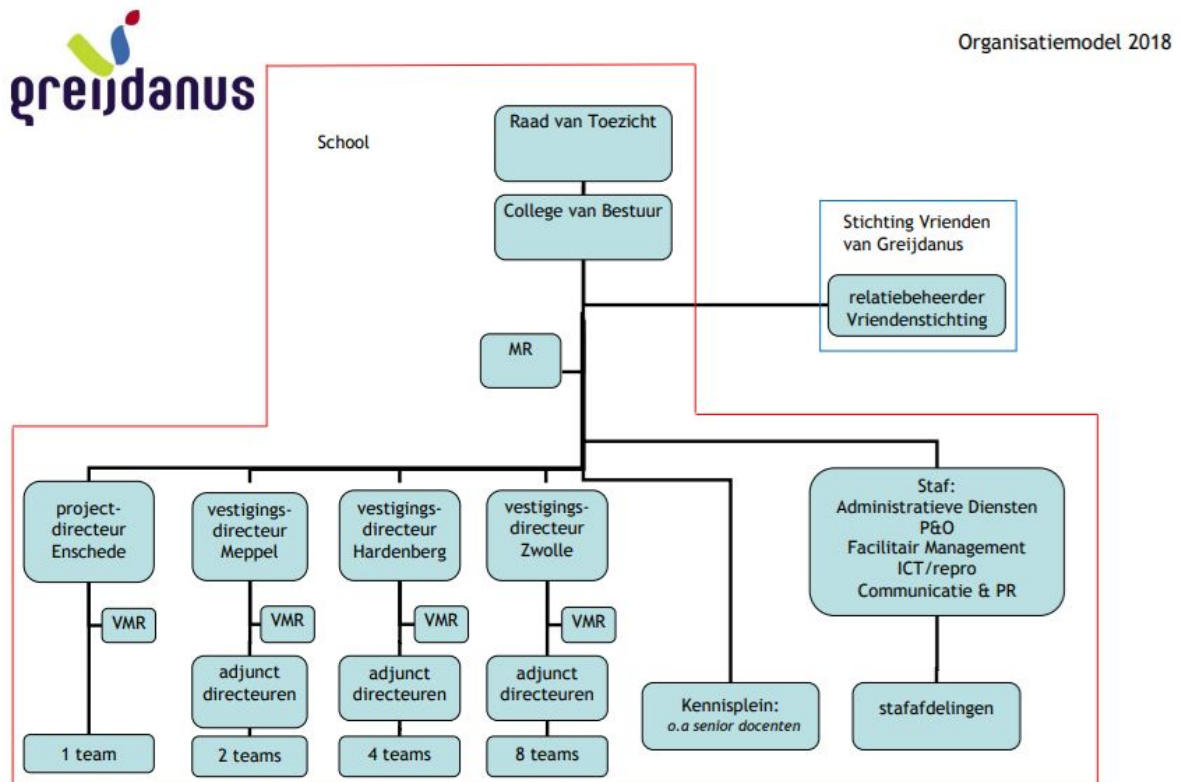 greijdanus
Organisatiemodel 2018
School
Raad van Toezicht
College van Bestuur
Stichting Vrienden
van Greijdanus
relatiebeheerder
Vriendenstichting
MR
project-
directeur
Enschede
vestigings-
directeur
Meppel
vestigings-
directeur
Hardenberg
vestigings-
directeur
Zwolle
Staf:
Administratieve Diensten
P&O
Facilitair Management
ICT/repro
Communicatie & PR
VMR
VMR
VMR
VMR
adjunct
directeuren
adjunct
directeuren
adjunct
directeuren
Kennisplein:
o.a senior docenten
stafafdelingen
1 team
2 teams
4 teams
8 teams